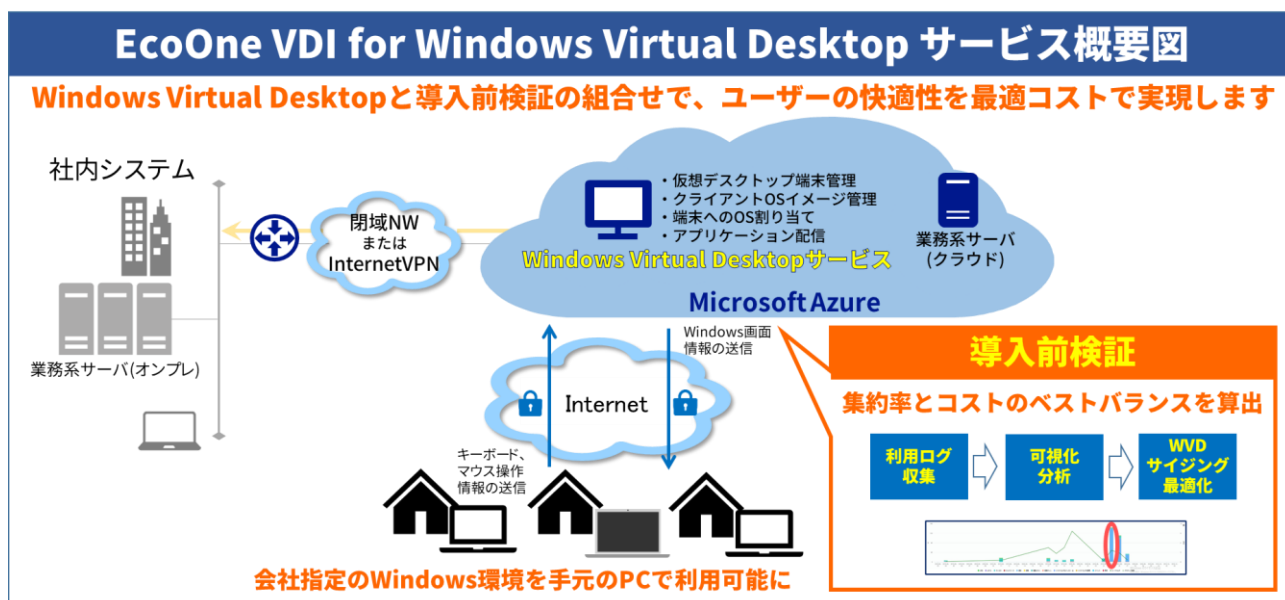 EcoOne VDI for Windows Virtual Desktop サービス概要図
Windows Virtual Desktopと導入前検証の組合せで、ユーザーの快適性を最適コストで実現します
社内システム
業務系サーバ(オンプレ)
閉域NW
または
InternetVPN
・仮想デスクトップ端末管理
・クライアントOSイメージ管理
・端末へのOS割り当て
・アプリケーション配信
Windows Virtual Desktopサービス
業務系サーバ
(クラウド)
Microsoft Azure
Windows画面
情報の送信
Internet
キーボード、
マウス操作
情報の送信
会社指定のWindows環境を手元のPCで利用可能に
導入前検証
集約率とコストのベストバランスを算出
利用ログ
収集
可視化
分析
WVD
サイジング
最適化